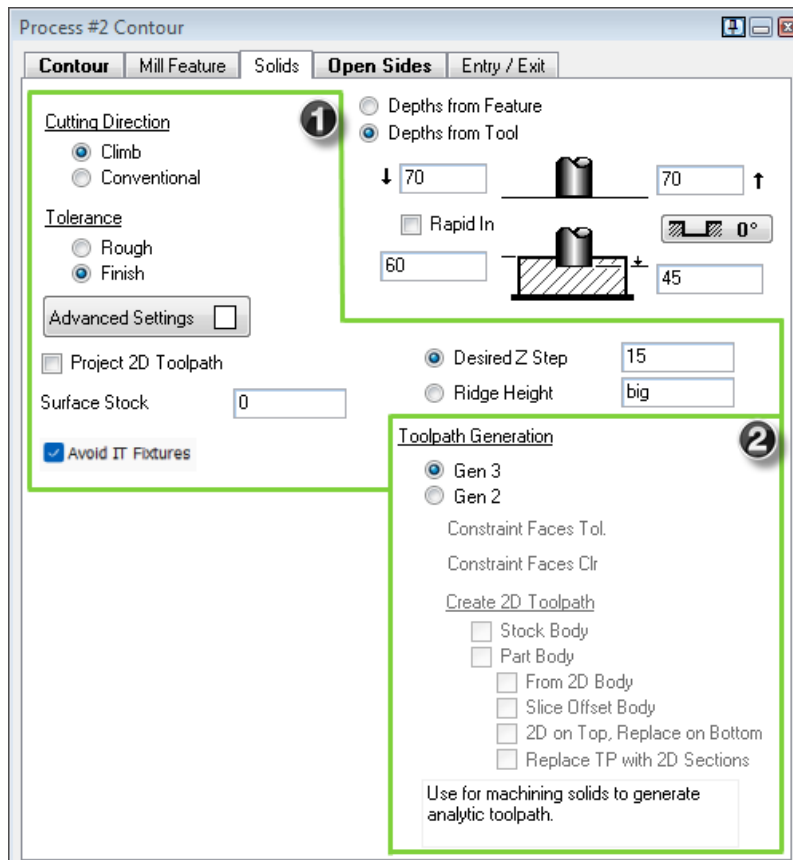 Process #2 Contour
Contour Mill Feature Solids Open Sides Entry / Exit
1
Cutting Direction
Climb
Conventional
Tolerance
Rough
Finish
Advanced Settings
Project 2D Toolpath
Surface Stock 0
Avoid IT Fixtures
Depths from Feature
Depths from Tool
70 70
Rapid In
0°
60 45
Desired Z Step 15
Ridge Height big
2
Toolpath Generation
Gen 3
Gen 2
Constraint Faces Tol.
Constraint Faces Clr
Create 2D Toolpath
Stock Body
Part Body
From 2D Body
Slice Offset Body
2D on Top, Replace on Bottom
Replace TP with 2D Sections
Use for machining solids to generate
analytic toolpath.